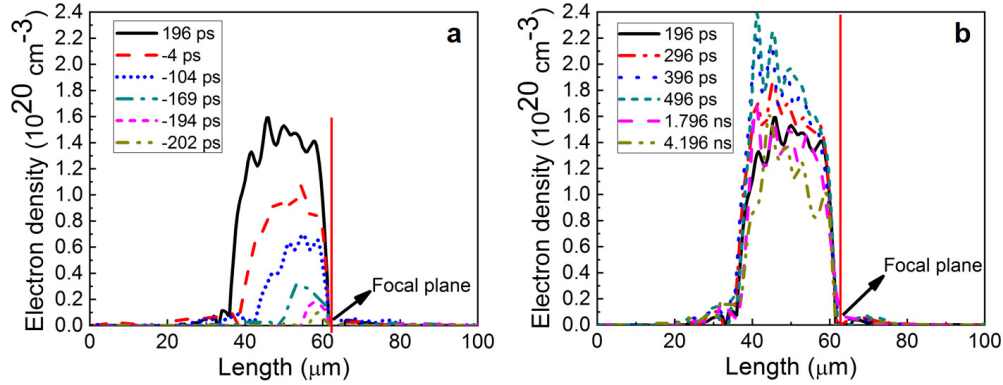 a
Electron density (10²⁰ cm⁻³)
2.4
2.2
2.0
1.8
1.6
1.4
1.2
1.0
0.8
0.6
0.4
0.2
0.0
196 ps
-4 ps
-104 ps
-169 ps
-194 ps
-202 ps
Focal plane
0 20 40 60 80 100
Length (μm)
b
Electron density (10²⁰ cm⁻³)
2.4
2.2
2.0
1.8
1.6
1.4
1.2
1.0
0.8
0.6
0.4
0.2
0.0
196 ps
296 ps
396 ps
496 ps
1.796 ns
4.196 ns
Focal plane
0 20 40 60 80 100
Length (μm)